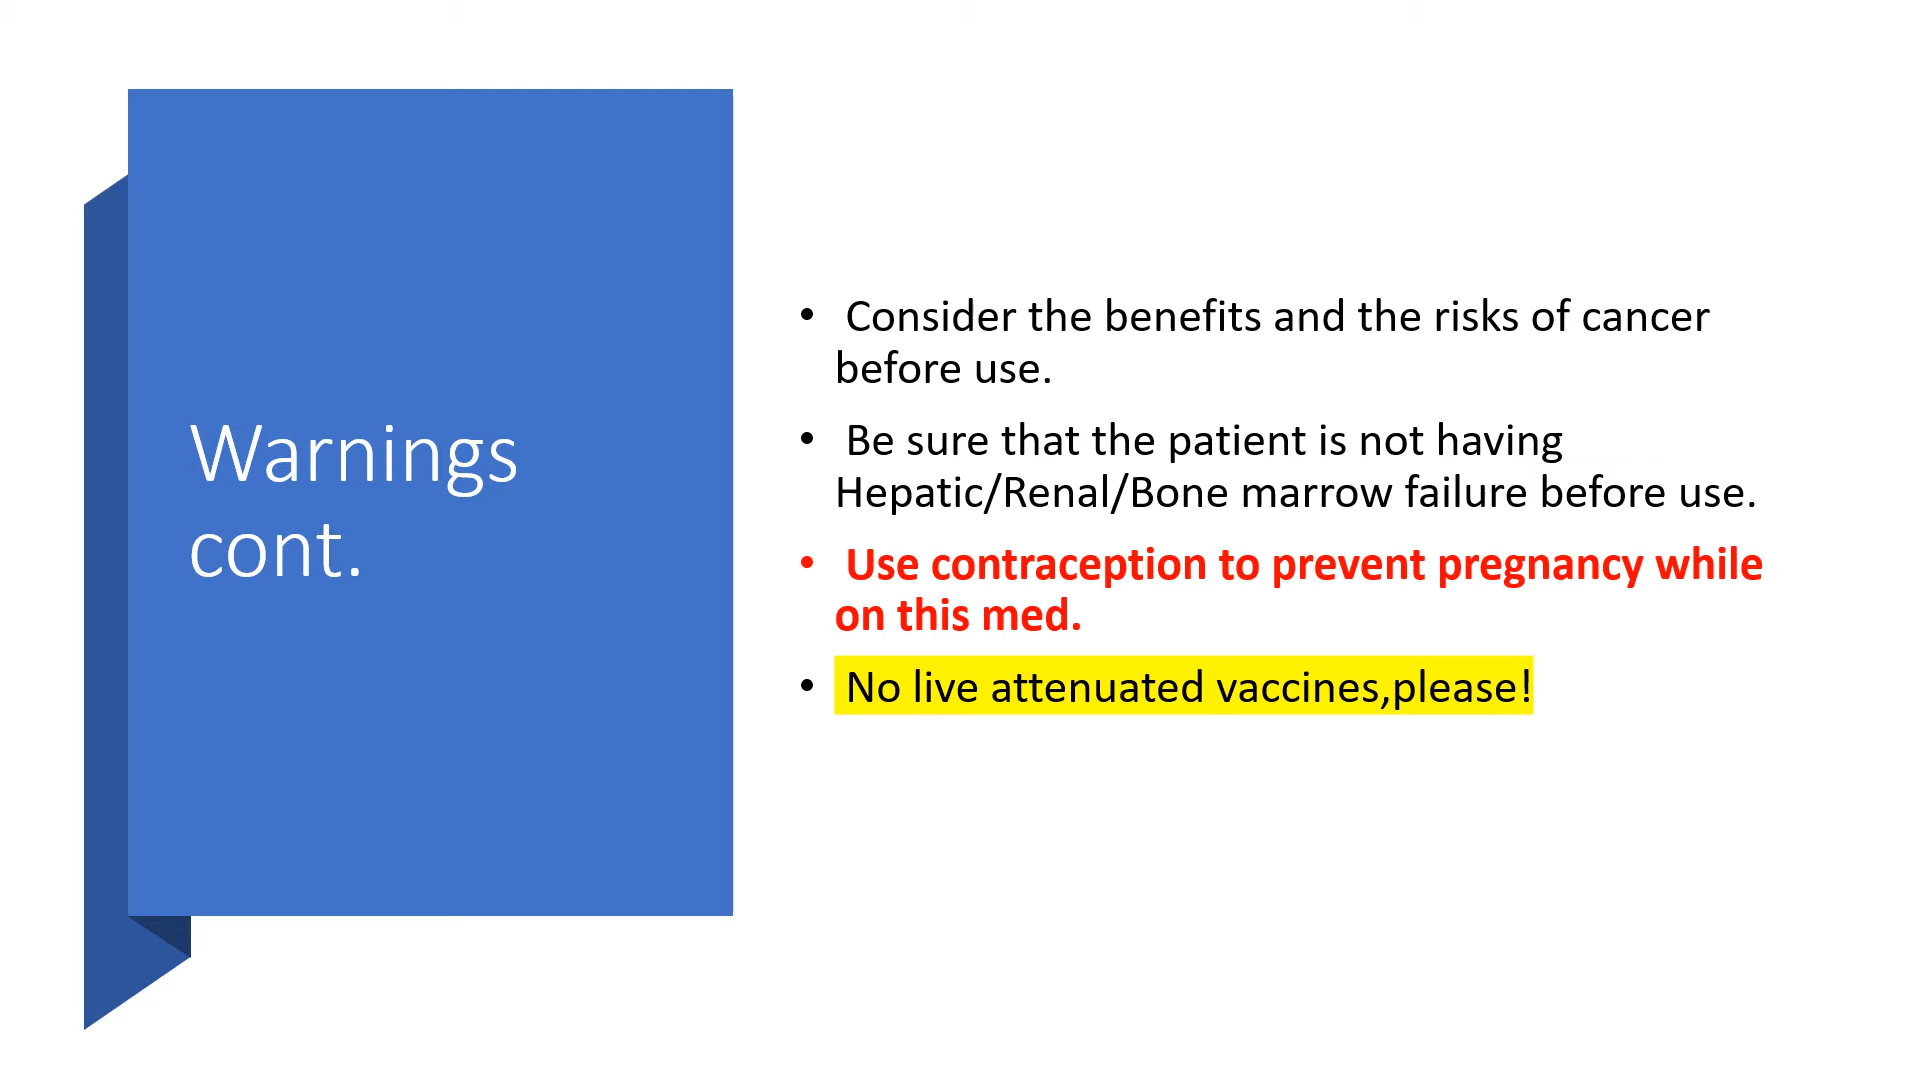 Warnings
cont.
• Consider the benefits and the risks of cancer
before use.
• Be sure that the patient is not having
Hepatic/Renal/Bone marrow failure before use.
• Use contraception to prevent pregnancy while
on this med.
• No live attenuated vaccines,please!